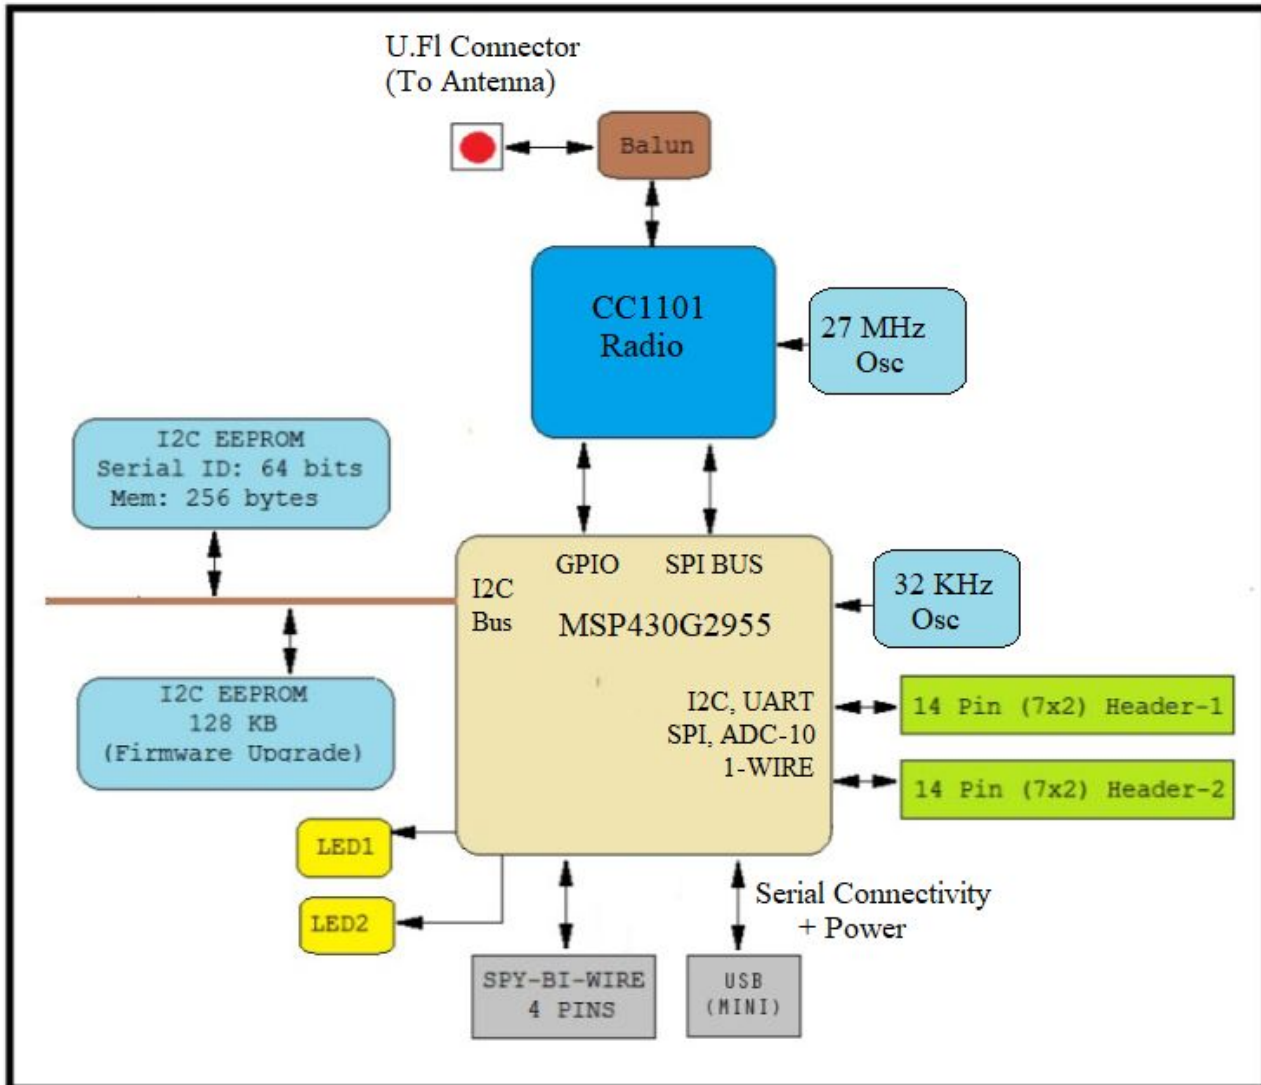 U.Fl Connector
(To Antenna)
Balun
CC1101
Radio
27 MHz
Osc
I2C EEPROM
Serial ID: 64 bits
Mem: 256 bytes
GPIO
SPI BUS
I2C
Bus
MSP430G2955
32 KHz
Osc
I2C EEPROM
128 KB
(Firmware Upgrade)
I2C, UART
SPI, ADC-10
1-WIRE
14 Pin (7x2) Header-1
14 Pin (7x2) Header-2
LED1
LED2
Serial Connectivity
+ Power
SPY-BI-WIRE
4 PINS
USB
(MINI)